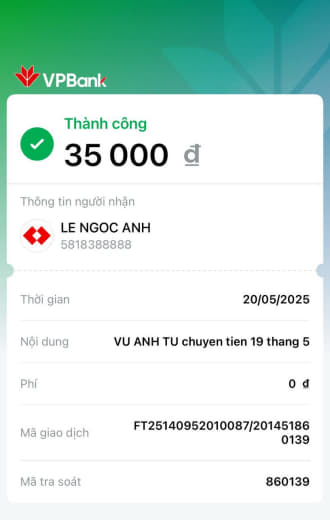 VPBank
Thành công
35 000 đ
Thông tin người nhận
LE NGOC ANH
5818388888
Thời gian
20/05/2025
Nội dung
VU ANH TU chuyen tien 19 thang 5
Phí
0 đ
Mã giao dịch
FT25140952010087/20145186
0139
Mã tra soát
860139